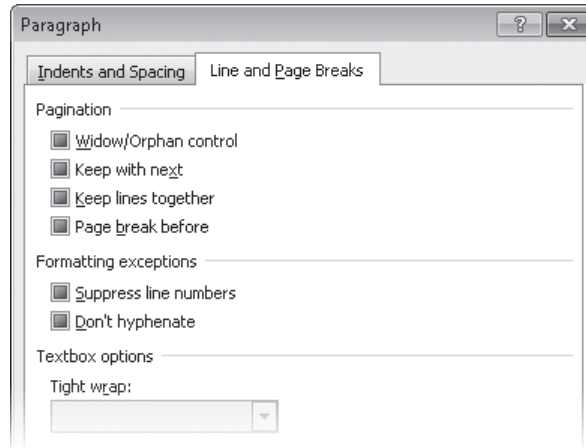 Paragraph
Indents and Spacing Line and Page Breaks
Pagination
Widow/Orphan control
Keep with next
Keep lines together
Page break before
Formatting exceptions
Suppress line numbers
Don't hyphenate
Textbox options
Tight wrap: